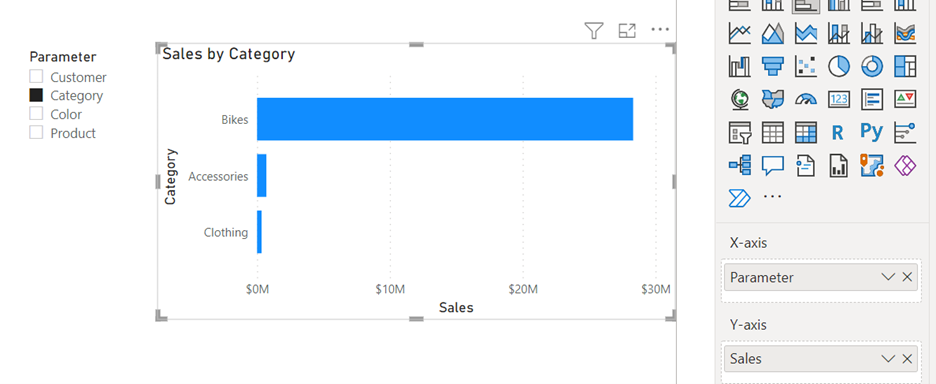 Parameter
Customer
Category
Color
Product
Sales by Category
Category
Bikes
Accessories
Clothing
$0M $10M $20M $30M
Sales
123
R Py
X-axis
Parameter
Y-axis
Sales